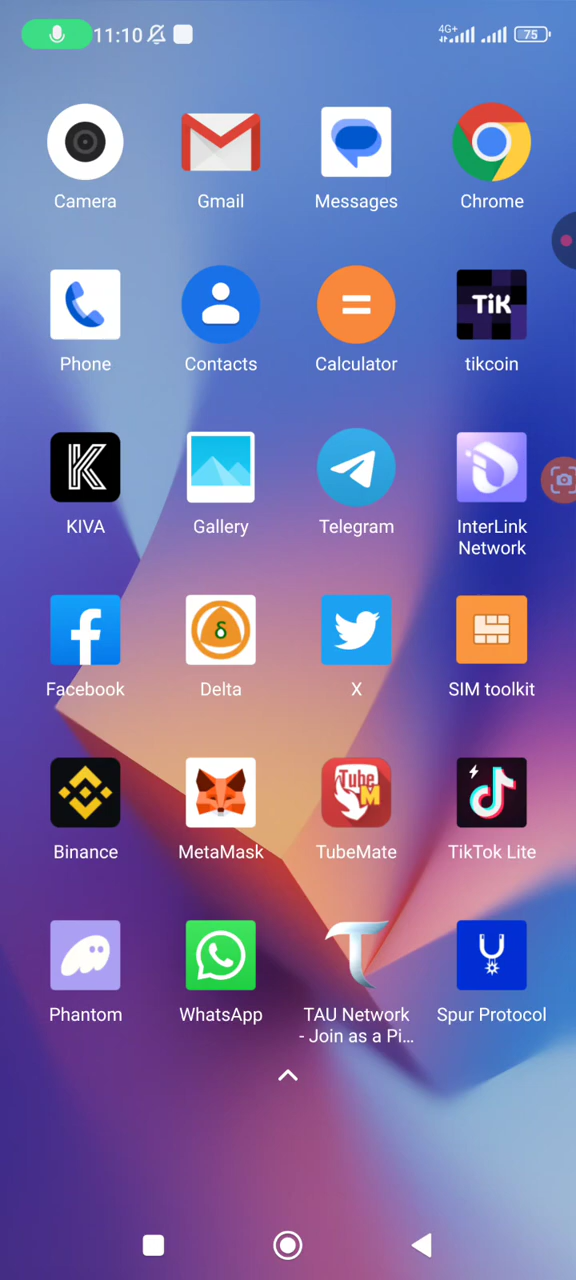 11:10 4G+ 75
Camera Gmail Messages Chrome
TiK
Phone Contacts Calculator tikcoin
K
KIVA Gallery Telegram InterLink
Network
f δ
Facebook Delta X SIM toolkit
Tube
M
Binance MetaMask TubeMate TikTok Lite
Phantom WhatsApp TAU Network Spur Protocol
- Join as a Pi...